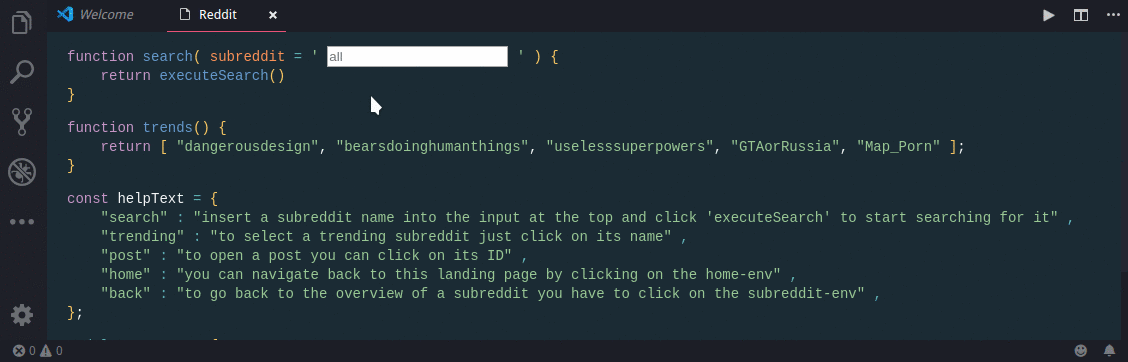 Welcome
Reddit
function search( subreddit = ' all ' ) {
    return executeSearch()
}
function trends() {
    return [ "dangerousdesign", "bearsdoinghumanthings", "uselesssuperpowers", "GTAorRussia", "Map_Porn" ];
}
const helpText = {
    "search" : "insert a subreddit name into the input at the top and click 'executeSearch' to start searching for it" ,
    "trending" : "to select a trending subreddit just click on its name" ,
    "post" : "to open a post you can click on its ID" ,
    "home" : "you can navigate back to this landing page by clicking on the home-env" ,
    "back" : "to go back to the overview of a subreddit you have to click on the subreddit-env" ,
};
0 0